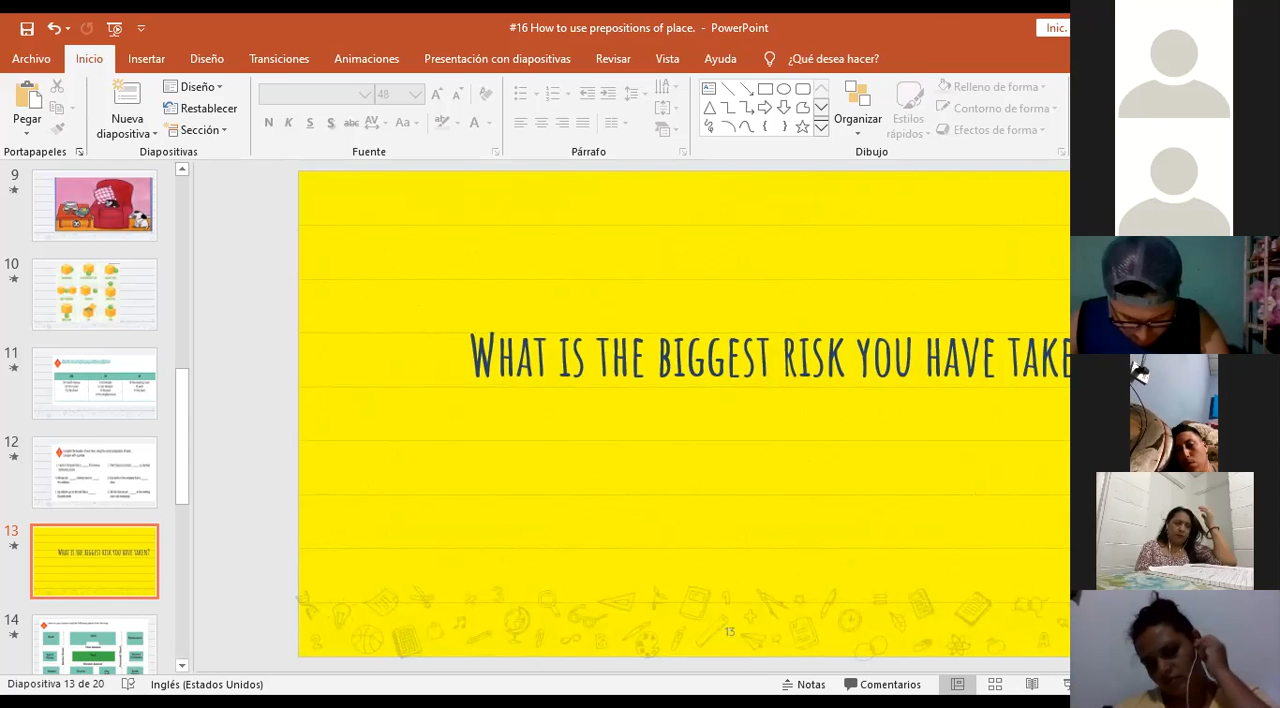 #16 How to use prepositions of place. - PowerPoint
Inic.
Archivo Inicio Insertar Diseño Transiciones Animaciones Presentación con diapositivas Revisar Vista Ayuda ¿Qué desea hacer?
Pegar
Nueva diapositiva
Diseño
Restablecer
Sección
48
N K S S abc AV Aa A
Organizar
Estilos rápidos
Relleno de forma
Contorno de forma
Efectos de forma
Portapapeles Diapositivas Fuente Párrafo Dibujo
9
10
11
12
13
What is the biggest risk you have taken?
14
What is the biggest risk you have take
13
Diapositiva 13 de 20 Inglés (Estados Unidos) Notas Comentarios